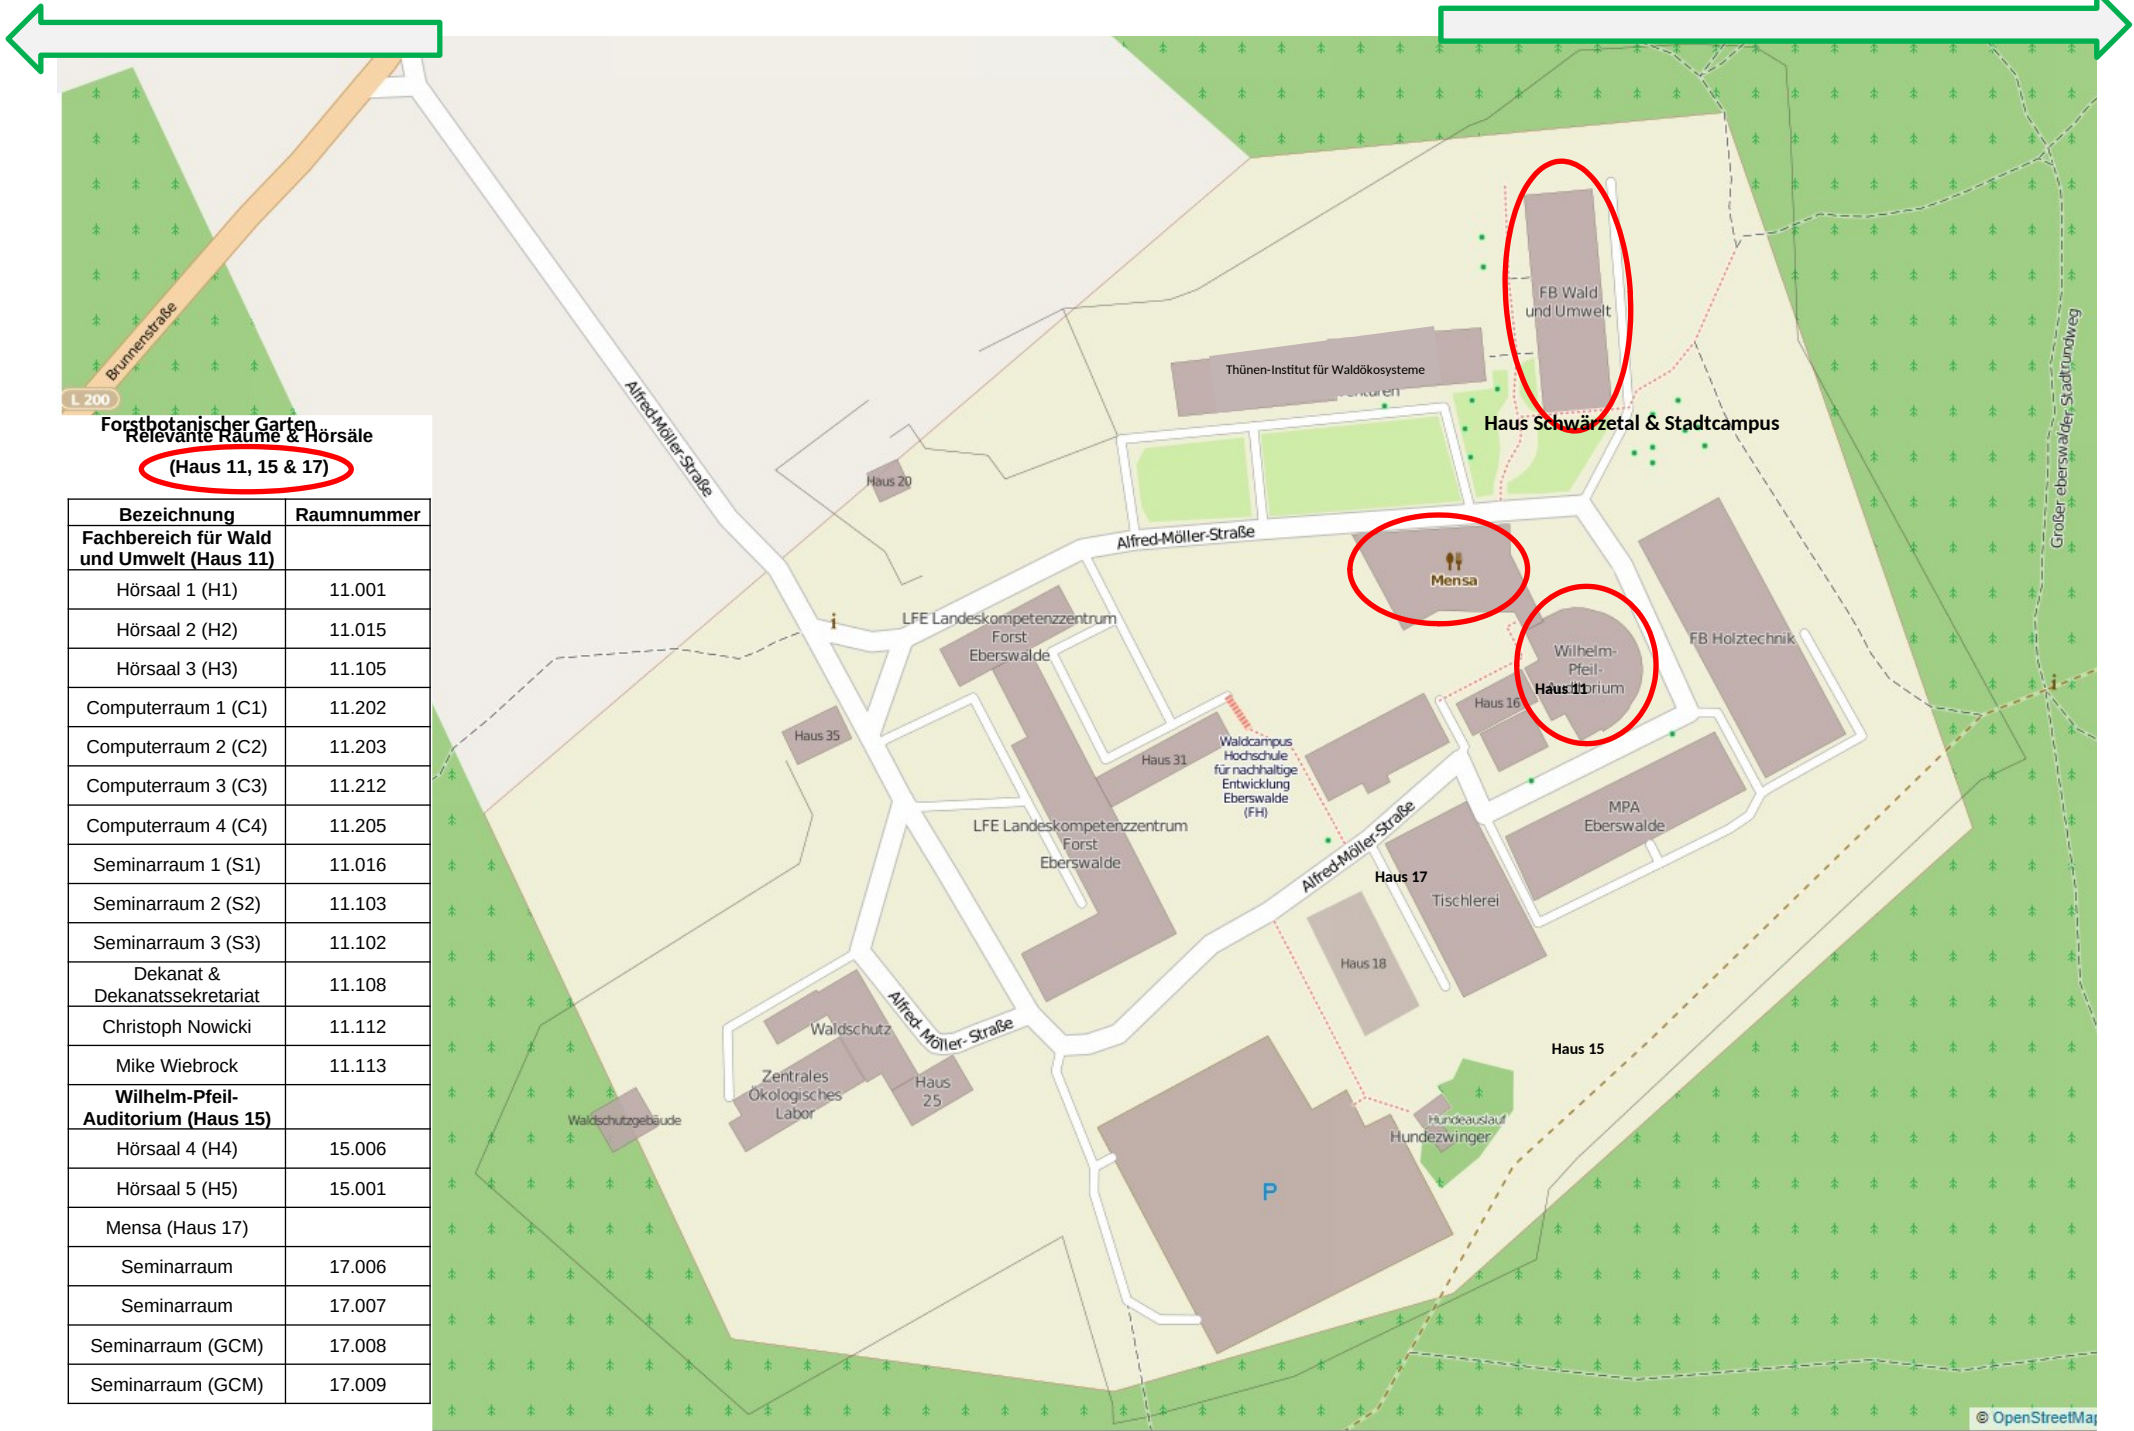 Brunnenstraße
L 200
Forstbotanischer Garten
Relevante Räume & Hörsäle
(Haus 11, 15 & 17)
Bezeichnung Raumnummer
Fachbereich für Wald
und Umwelt (Haus 11)
Hörsaal 1 (H1) 11.001
Hörsaal 2 (H2) 11.015
Hörsaal 3 (H3) 11.105
Computerraum 1 (C1) 11.202
Computerraum 2 (C2) 11.203
Computerraum 3 (C3) 11.212
Computerraum 4 (C4) 11.205
Seminarraum 1 (S1) 11.016
Seminarraum 2 (S2) 11.103
Seminarraum 3 (S3) 11.102
Dekanat &
Dekanatssekretariat 11.108
Christoph Nowicki 11.112
Mike Wiebrock 11.113
Wilhelm-Pfeil-
Auditorium (Haus 15)
Hörsaal 4 (H4) 15.006
Hörsaal 5 (H5) 15.001
Mensa (Haus 17)
Seminarraum 17.006
Seminarraum 17.007
Seminarraum (GCM) 17.008
Seminarraum (GCM) 17.009
FB Wald
und Umwelt
Thünen-Institut für Waldökosysteme
Haus Schwärzetal & Stadtcampus
Großer eberswalder Stadtrundweg
Alfred-Möller-Straße
Haus 20
Alfred-Möller-Straße
Mensa
LFE Landeskompetenzzentrum
Forst
Eberswalde
FB Holztechnik
Wilhelm-
Pfeil-
Haus 11
Haus 16
Haus 35
Haus 31
Waldcampus
Hochschule
für nachhaltige
Entwicklung
Eberswalde
(FH)
MPA
Eberswalde
LFE Landeskompetenzzentrum
Forst
Eberswalde
Alfred-Möller-Straße
Haus 17
Tischlerei
Haus 18
Alfred- Möller- Straße
Waldschutz
Haus 15
Zentrales
Ökologisches
Labor
Haus
25
Waldschutzgebäude
Hundeauslauf
Hundezwinger
P
© OpenStreetMap